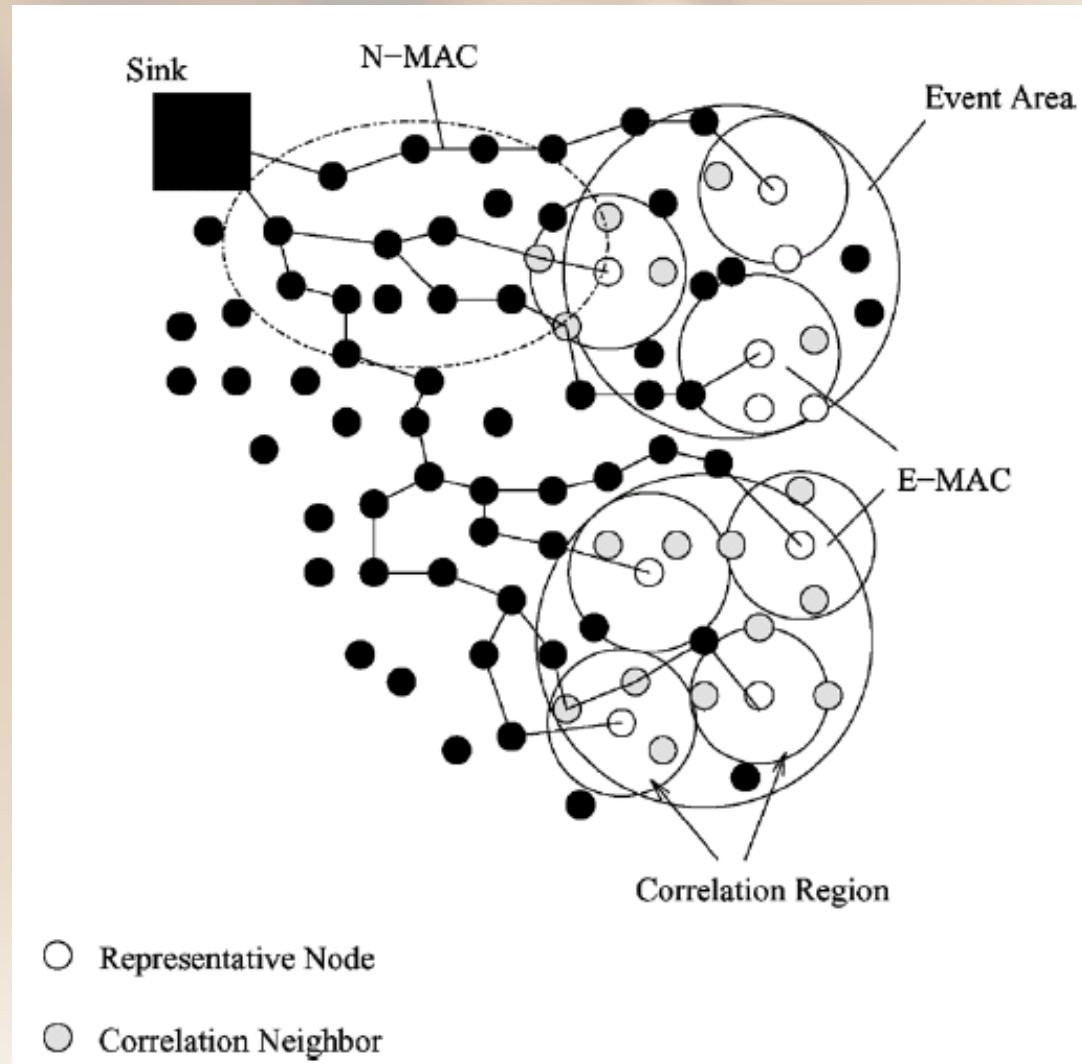 N−MAC
Sink
Event Area
E−MAC
Correlation Region
Representative Node
Correlation Neighbor